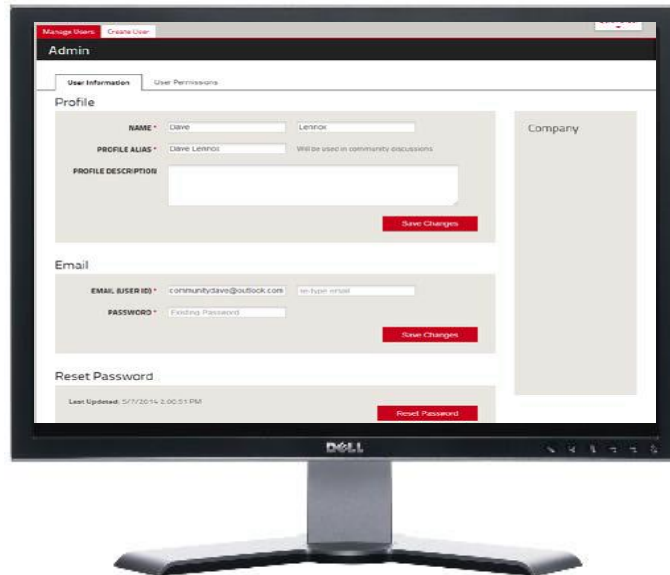 Manage Users Create User
Admin
User Information User Permissions
Profile
NAME * Dave Lennox
PROFILE ALIAS * Dave Lennox Will be used in community discussions
PROFILE DESCRIPTION
Save Changes
Company
Email
EMAIL (USER ID) * communitydave@outlook.com re-type email
PASSWORD * Existing Password
Save Changes
Reset Password
Last Updated: 5/7/2014 2:00:51 PM
Reset Password
DELL